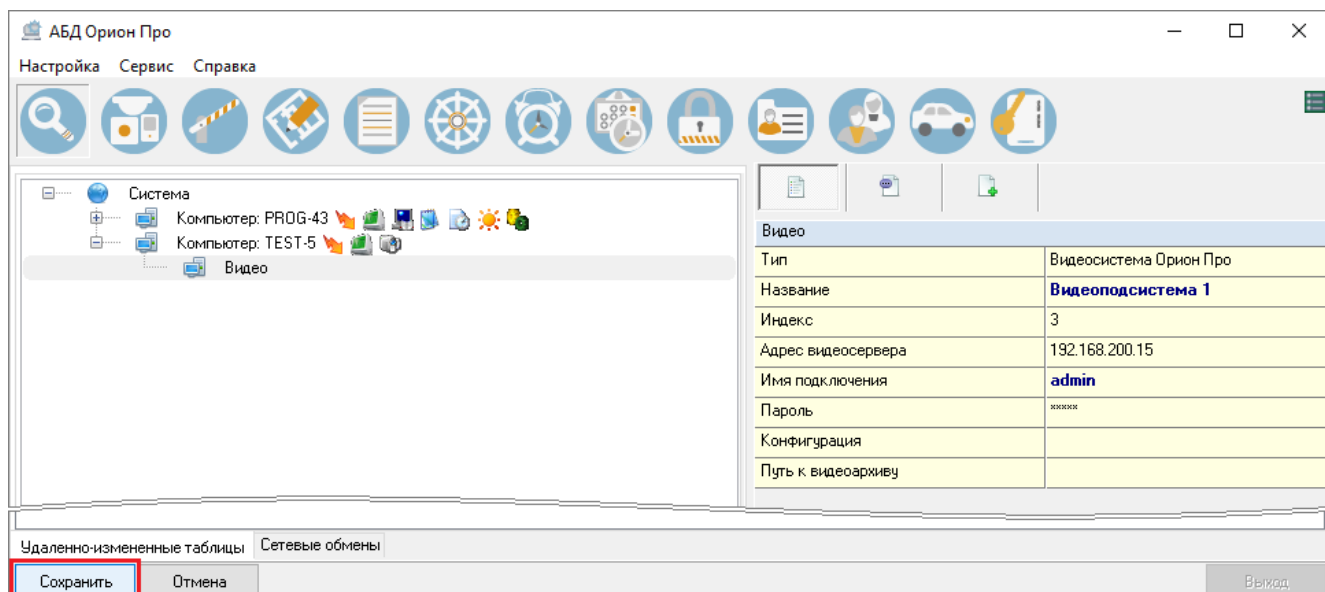 АБД Орион Про
Настройка Сервис Справка
Система
Компьютер: PROG-43
Компьютер: TEST-5
Видео
Видео
Тип Видеосистема Орион Про
Название Видеоподсистема 1
Индекс 3
Адрес видеосервера 192.168.200.15
Имя подключения admin
Пароль *****
Конфигурация
Путь к видеоархиву
Удаленно-измененные таблицы Сетевые обмены
Сохранить Отмена Выход